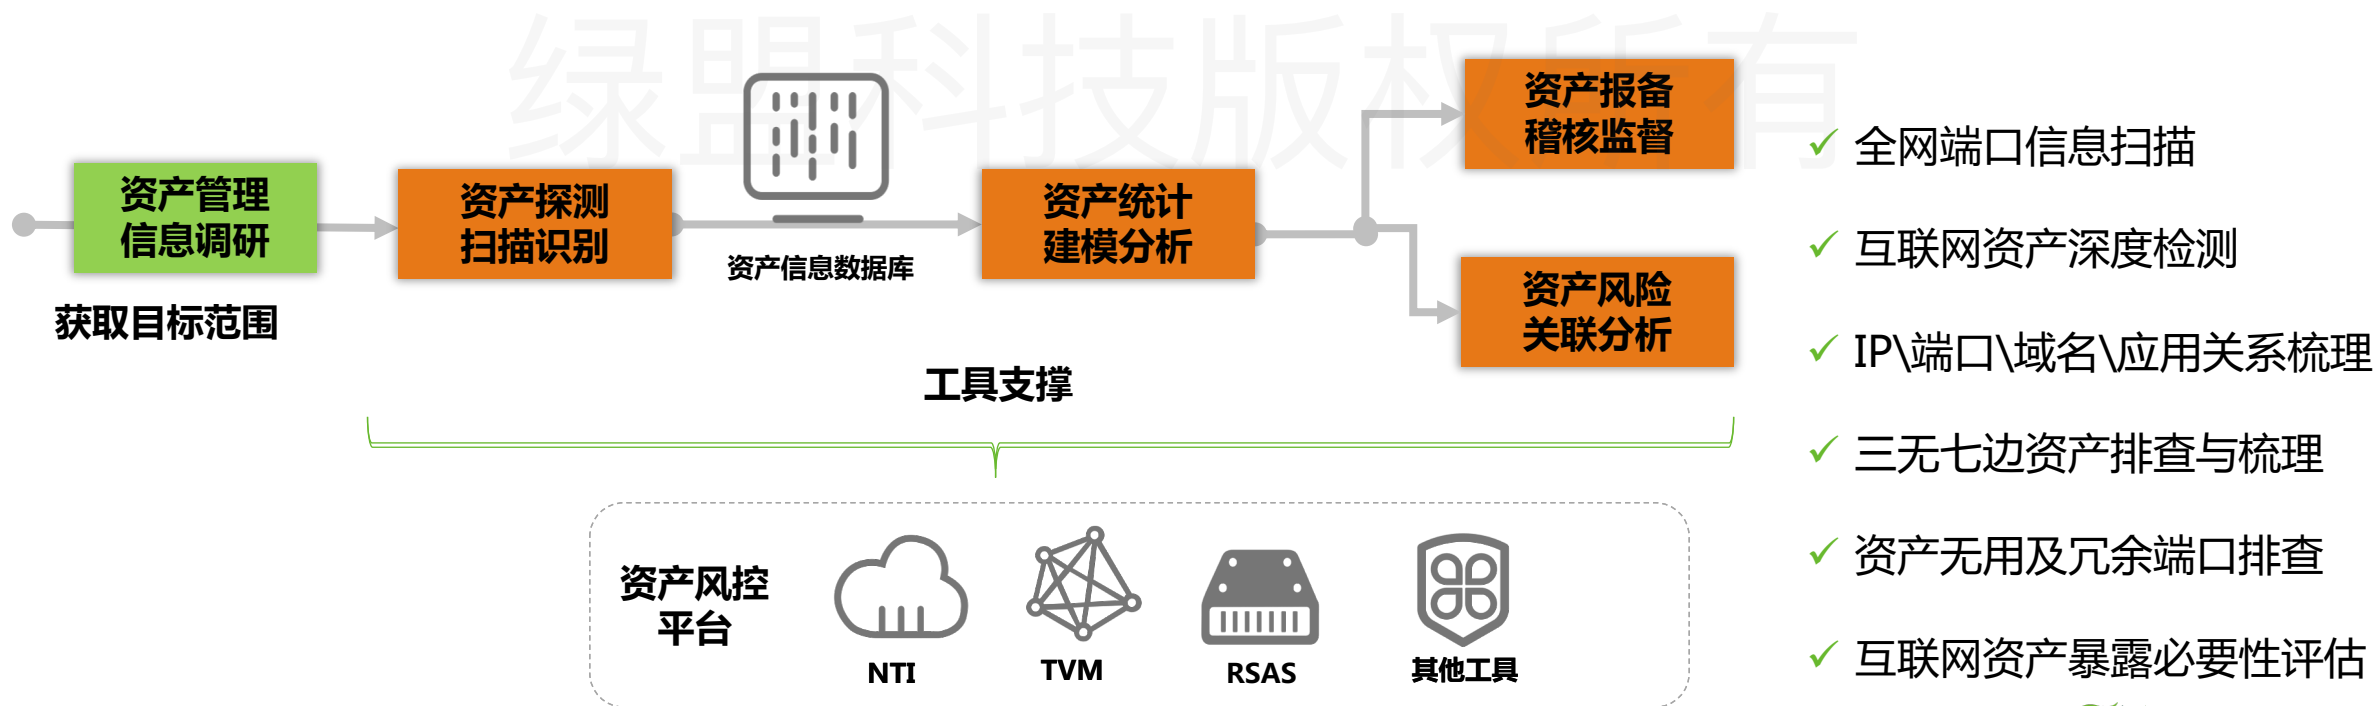 绿盟科技版权所有
资产管理
信息调研
获取目标范围
资产探测
扫描识别
资产信息数据库
资产统计
建模分析
资产报备
稽核监督
资产风险
关联分析
工具支撑
资产风控
平台
NTI
TVM
RSAS
其他工具
全网端口信息扫描
互联网资产深度检测
IP\端口\域名\应用关系梳理
三无七边资产排查与梳理
资产无用及冗余端口排查
互联网资产暴露必要性评估